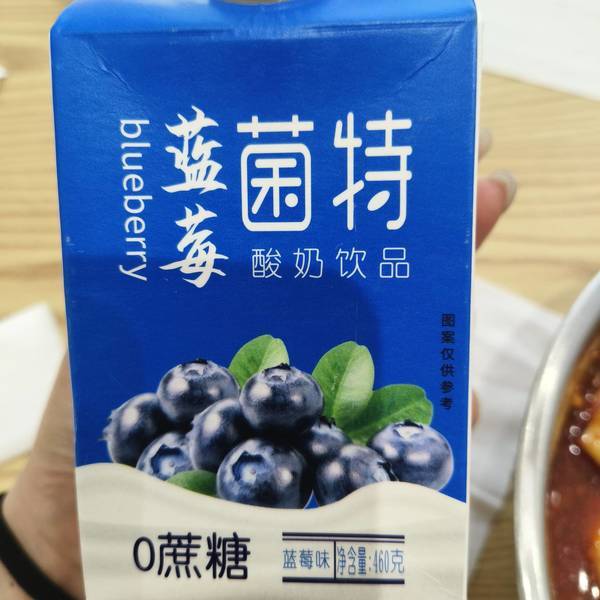 blueberry
蓝莓
菌特
酸奶饮品
图案仅供参考
0蔗糖
蓝莓味 净含量:460克